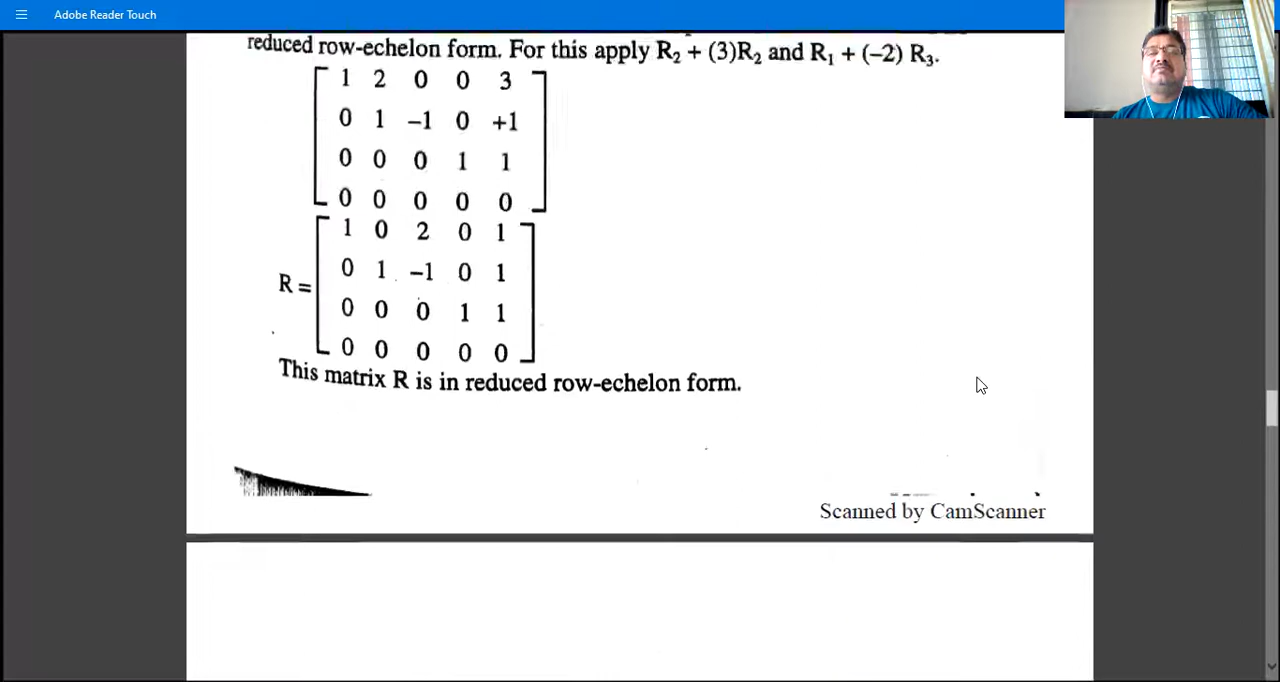 Adobe Reader Touch
reduced row-echelon form. For this apply R₂ + (3)R₂ and R₁ + (–2) R₃.
1 2 0 0 3
0 1 –1 0 +1
0 0 0 1 1
0 0 0 0 0
1 0 2 0 1
0 1 –1 0 1
R =
0 0 0 1 1
0 0 0 0 0
This matrix R is in reduced row-echelon form.
Scanned by CamScanner